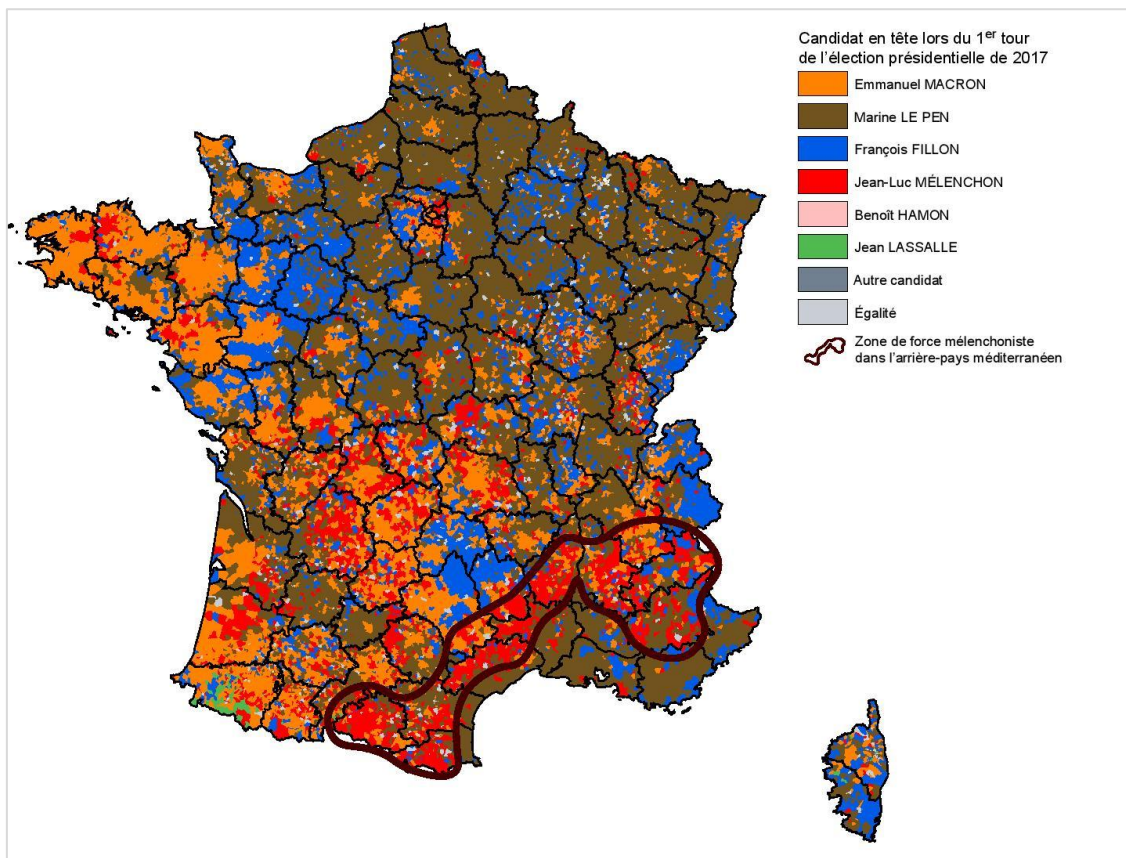 Candidat en tête lors du 1er tour
de l'élection présidentielle de 2017
Emmanuel MACRON
Marine LE PEN
François FILLON
Jean-Luc MÉLENCHON
Benoît HAMON
Jean LASSALLE
Autre candidat
Égalité
Zone de force mélenchoniste
dans l'arrière-pays méditerranéen